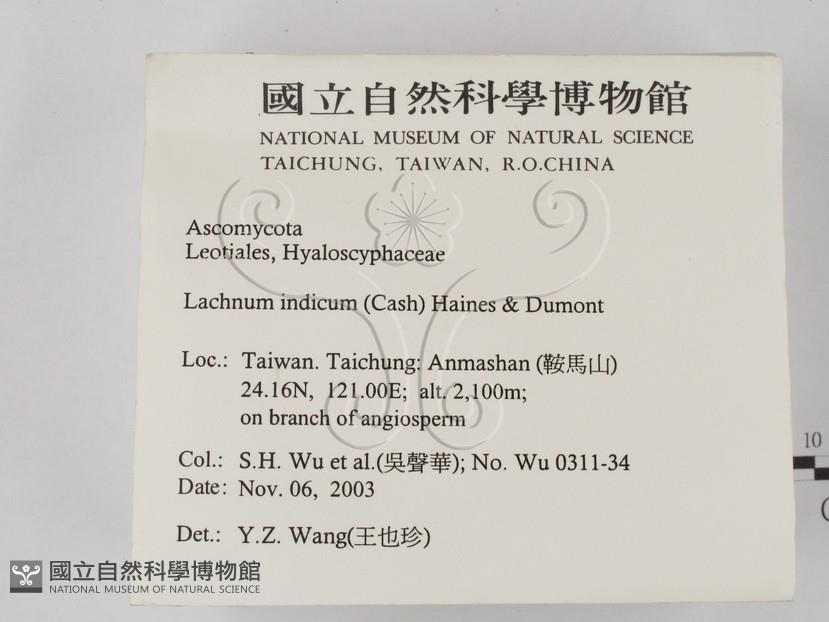 國立自然科學博物館
NATIONAL MUSEUM OF NATURAL SCIENCE
TAICHUNG, TAIWAN, R.O.CHINA
Ascomycota
Leotiales, Hyaloscyphaceae
Lachnum indicum (Cash) Haines & Dumont
Loc.: Taiwan. Taichung: Anmashan (鞍馬山)
24.16N, 121.00E; alt. 2,100m;
on branch of angiosperm
Col.: S.H. Wu et al.(吳聲華); No. Wu 0311-34
Date: Nov. 06, 2003
Det.: Y.Z. Wang(王也珍)
10
國立自然科學博物館
NATIONAL MUSEUM OF NATURAL SCIENCE